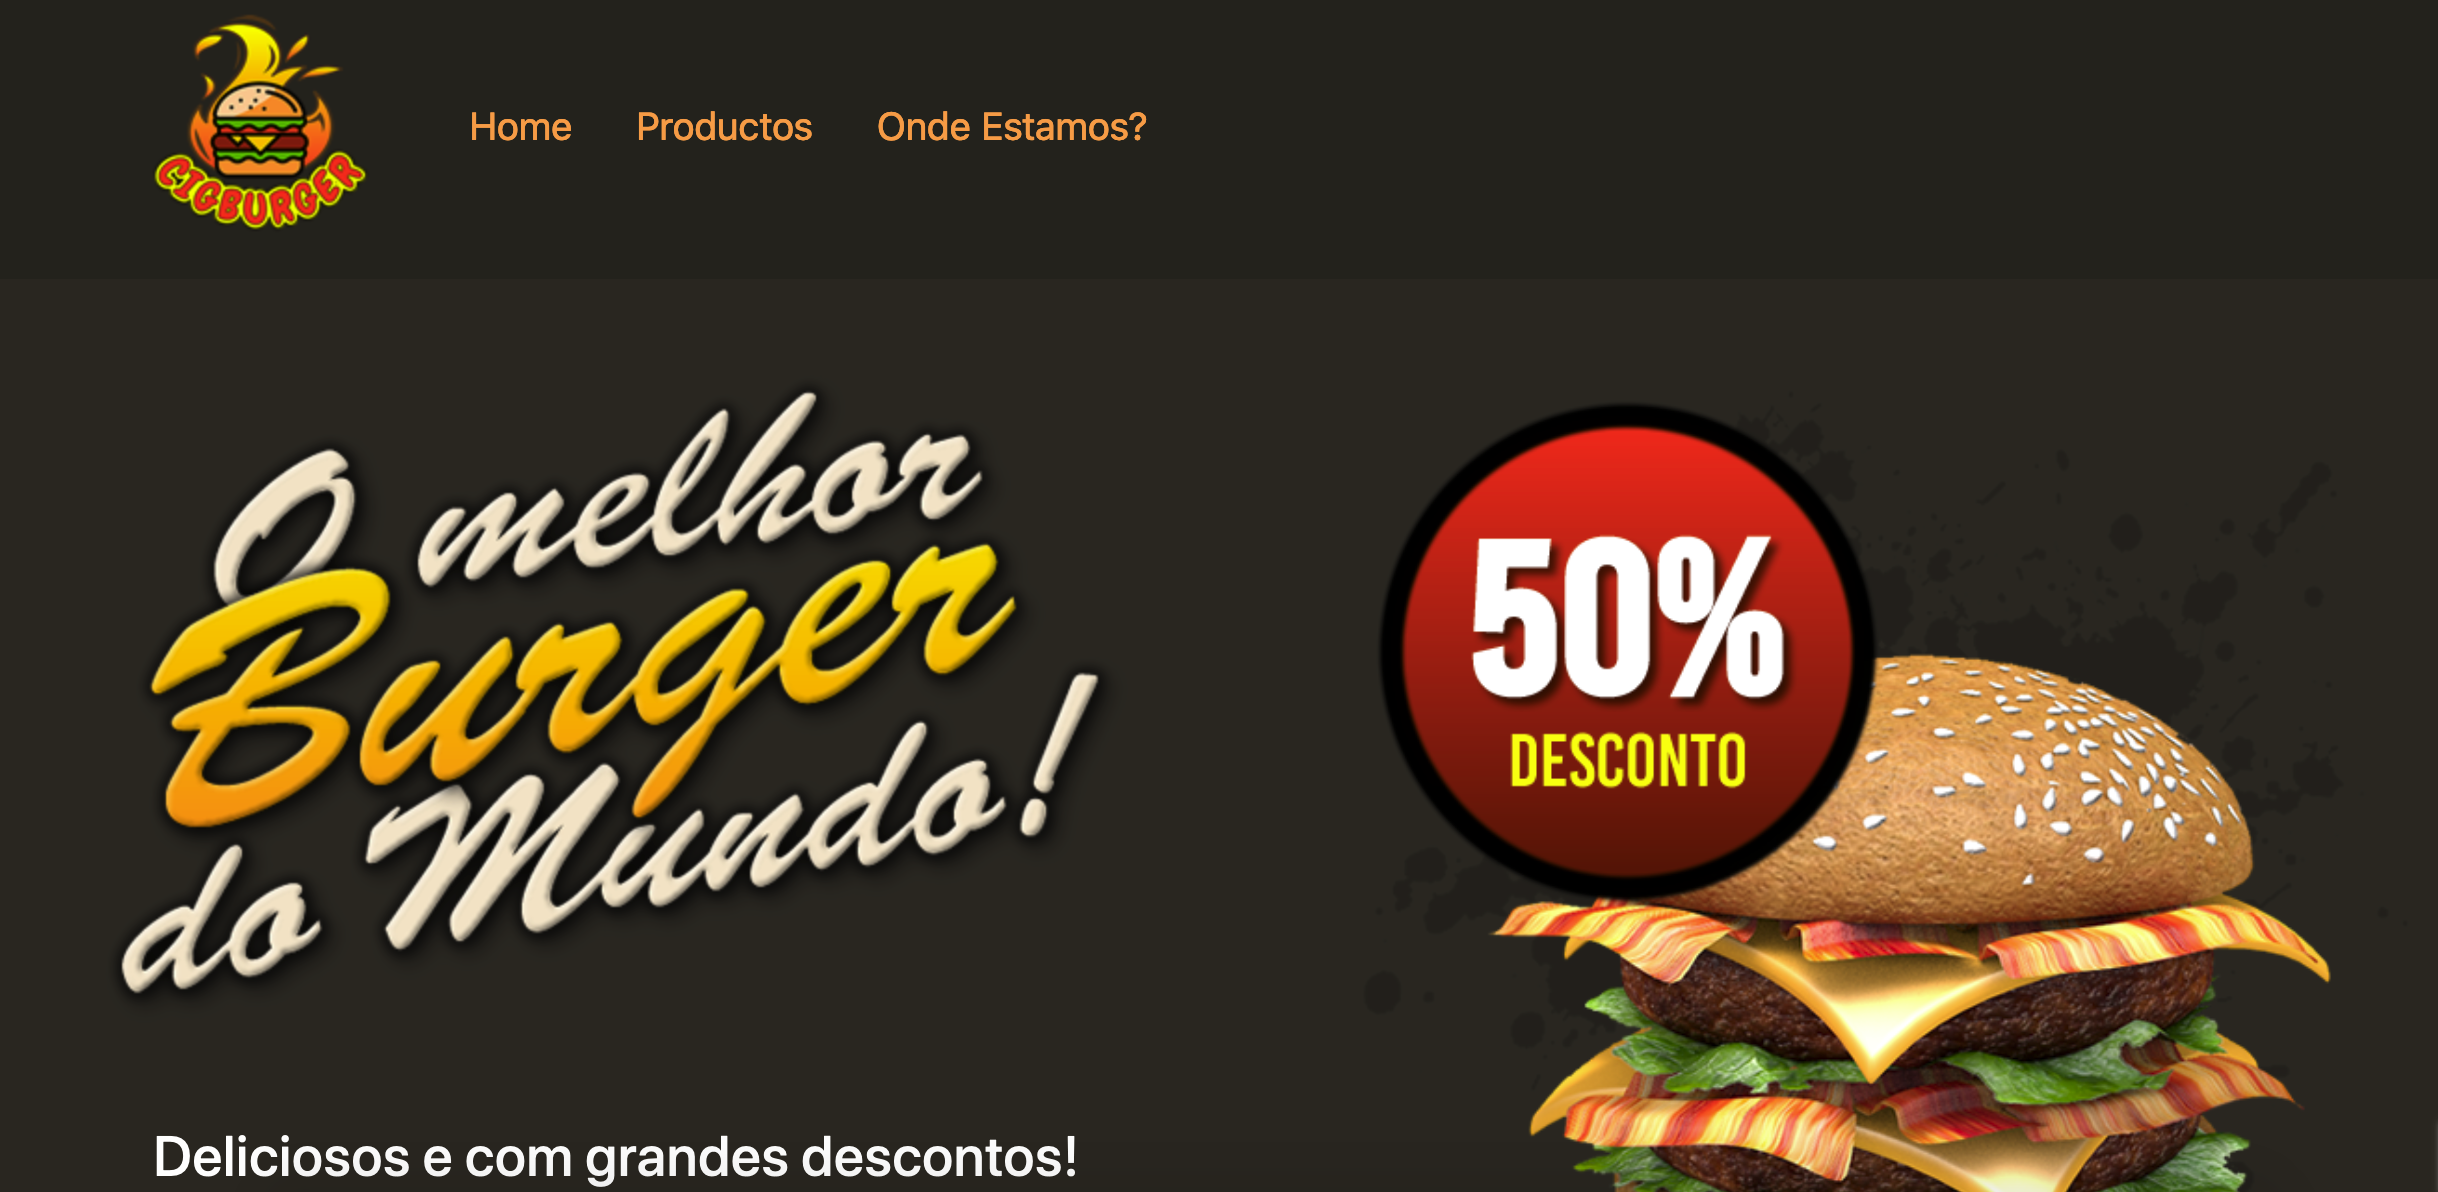 CIGBURGER
Home Productos Onde Estamos?
O melhor
Burger
do Mundo!
50%
DESCONTO
Deliciosos e com grandes descontos!